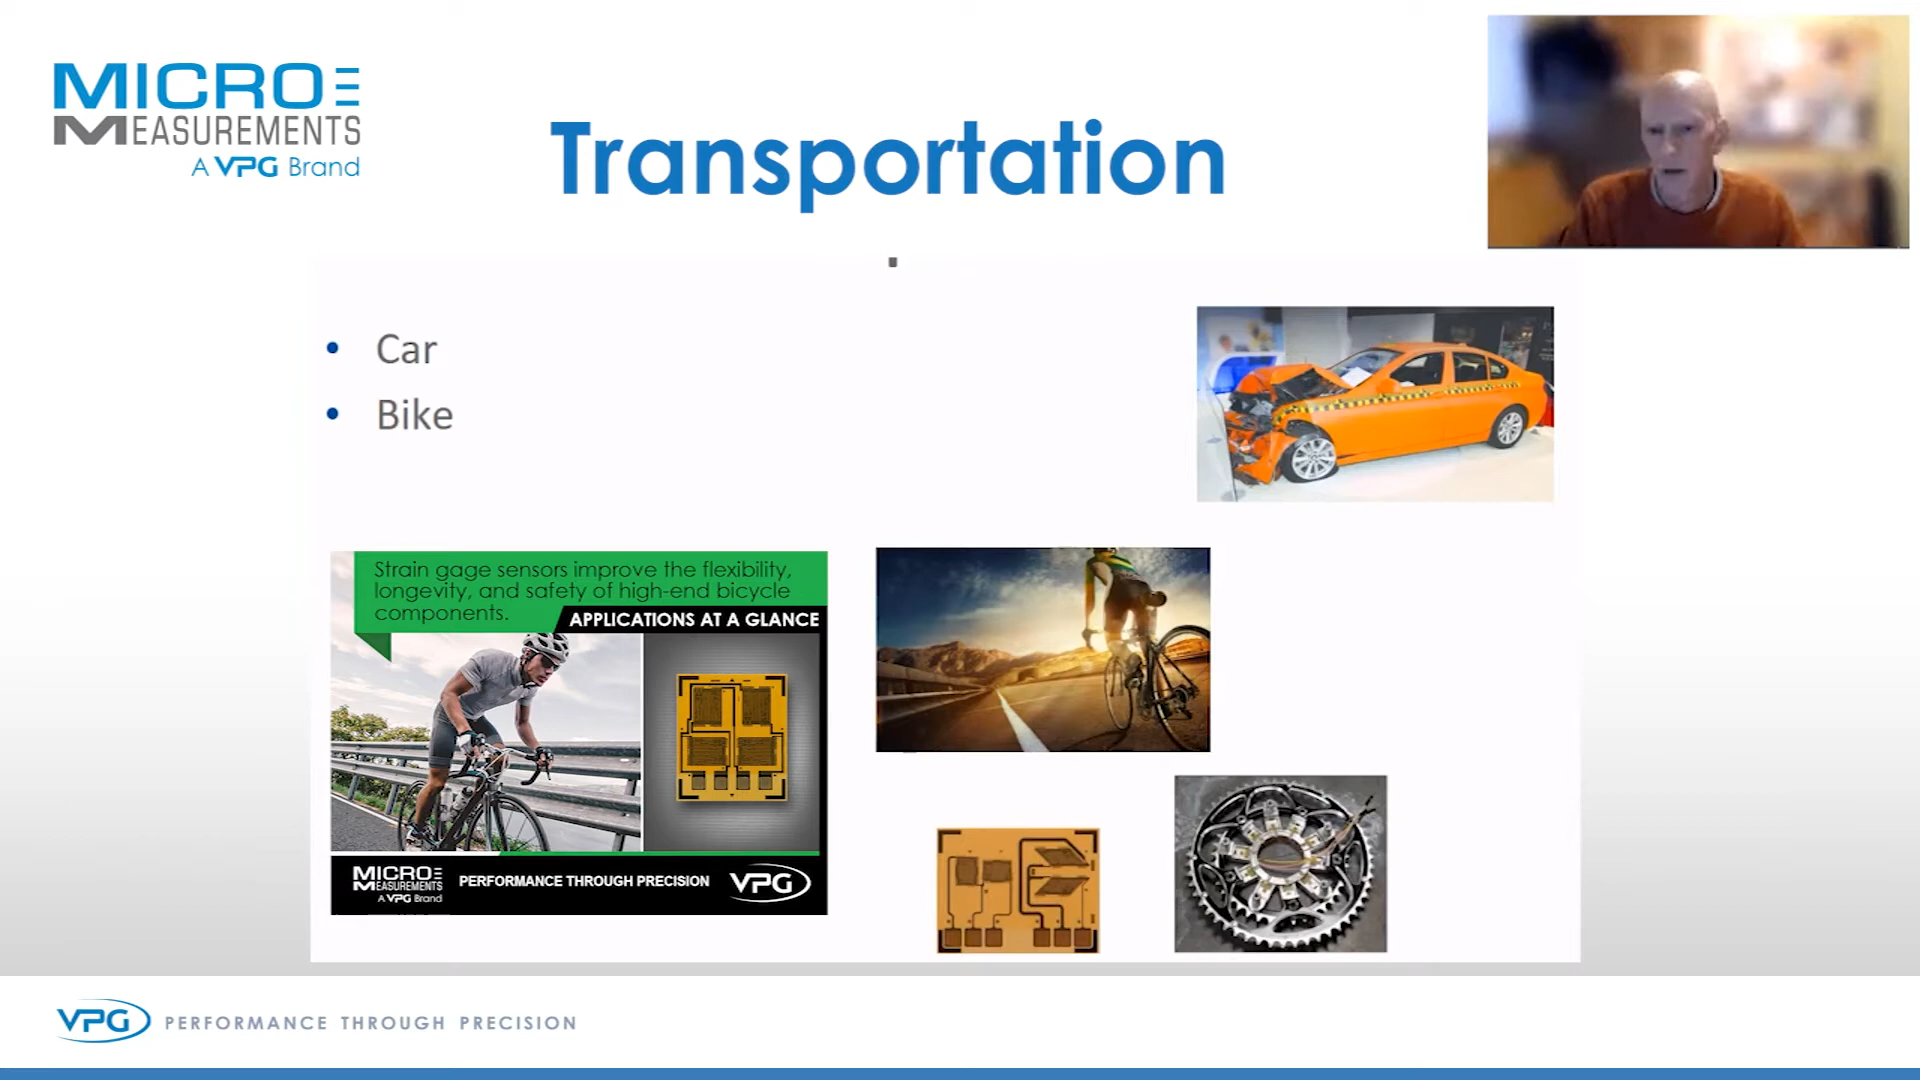 MICRO
MEASUREMENTS
A VPG Brand
Transportation
• Car
• Bike
Strain gage sensors improve the flexibility,
longevity, and safety of high-end bicycle
components.
APPLICATIONS AT A GLANCE
MICRO
MEASUREMENTS
A VPG Brand
PERFORMANCE THROUGH PRECISION
VPG
VPG PERFORMANCE THROUGH PRECISION